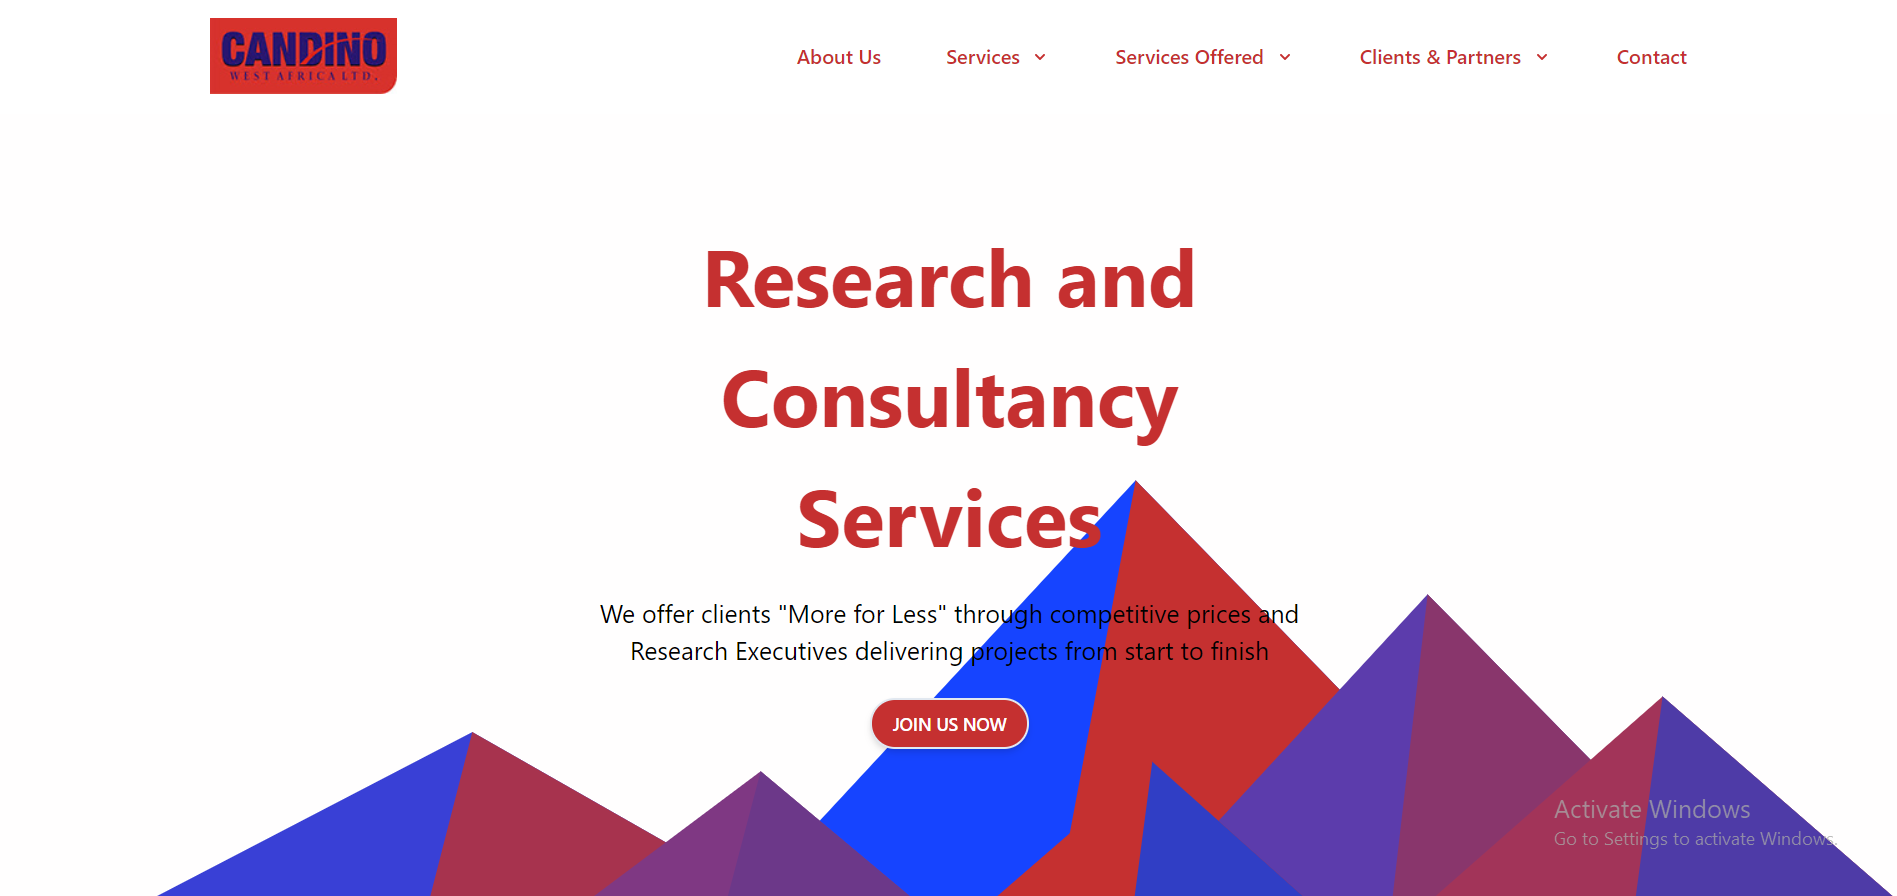 CANDINO
WEST AFRICA LTD.
About Us
Services
Services Offered
Clients & Partners
Contact
Research and
Consultancy
Services
We offer clients "More for Less" through competitive prices and
Research Executives delivering projects from start to finish
JOIN US NOW
Activate Windows
Go to Settings to activate Windows.